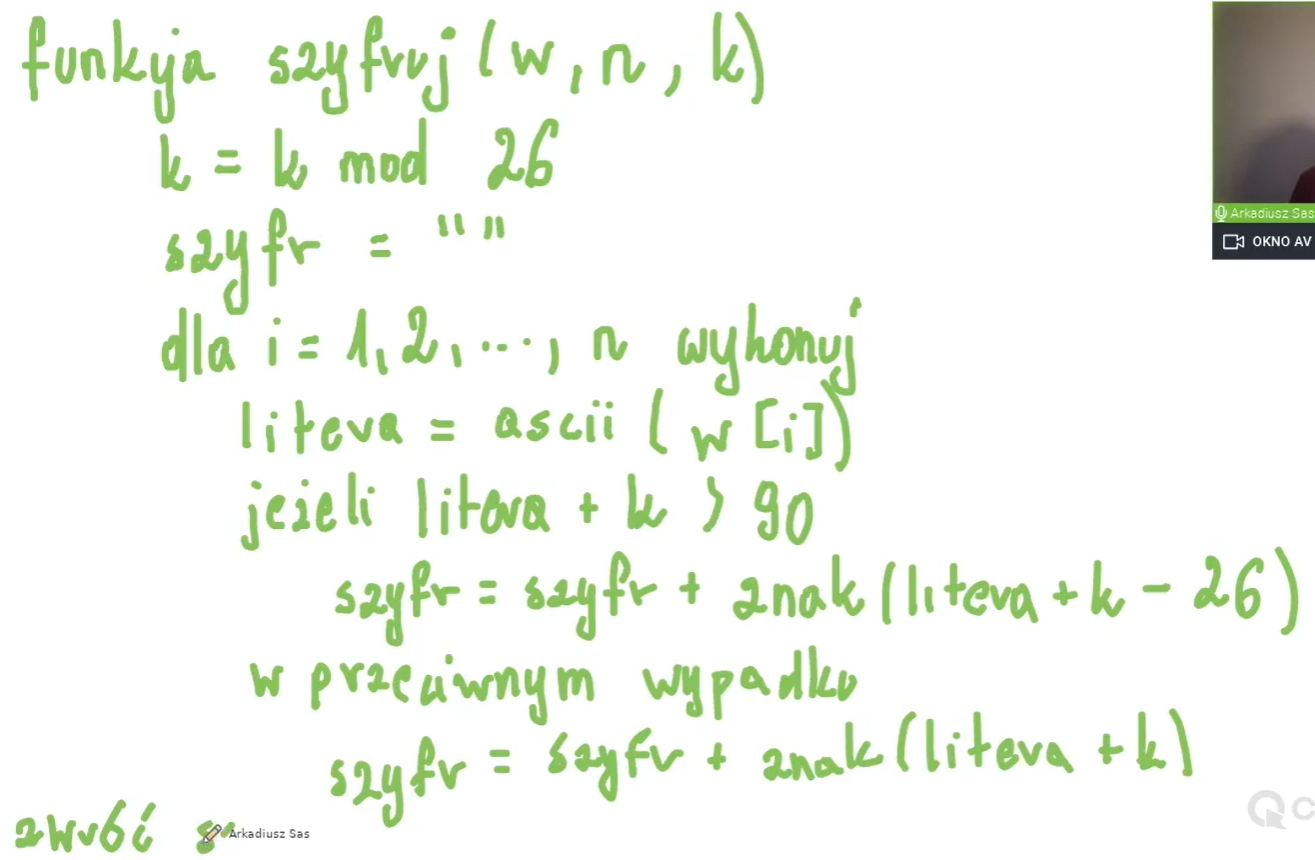 funkcja szyfruj (w, n, k)
k = k mod 26
szyfr = ""
dla i = 1, 2, ..., n wykonuj
litera = ascii (w [i])
jeżeli litera + k > 90
szyfr = szyfr + znak (litera + k - 26)
w przeciwnym wypadku
szyfr = szyfr + znak (litera + k)
zwróć s
Arkadiusz Sas
Arkadiusz Sas
OKNO AV